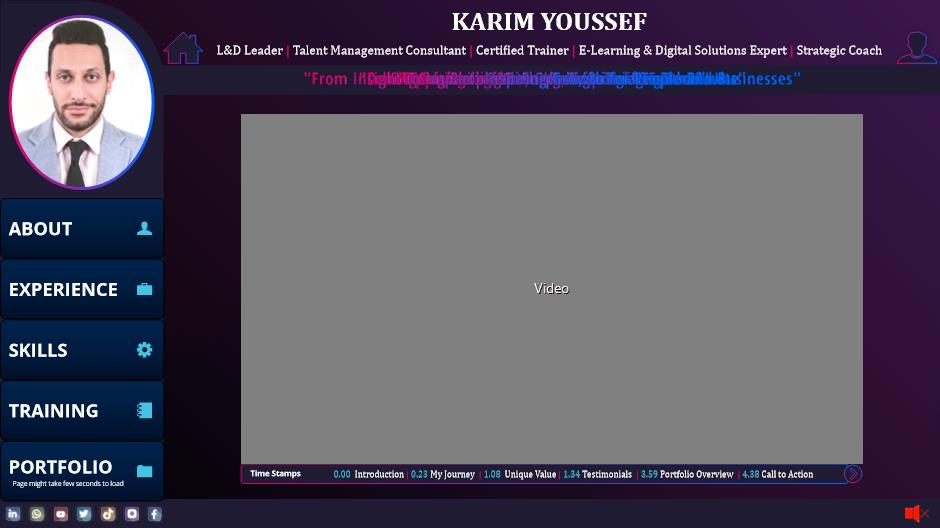 KARIM YOUSSEF
L&D Leader | Talent Management Consultant | Certified Trainer | E-Learning & Digital Solutions Expert | Strategic Coach
"From
Businesses"
ABOUT
EXPERIENCE
SKILLS
TRAINING
PORTFOLIO
Page might take few seconds to load
Video
Time Stamps 0.00 Introduction | 0.23 My Journey | 1.08 Unique Value | 1.34 Testimonials | 3.59 Portfolio Overview | 4.38 Call to Action